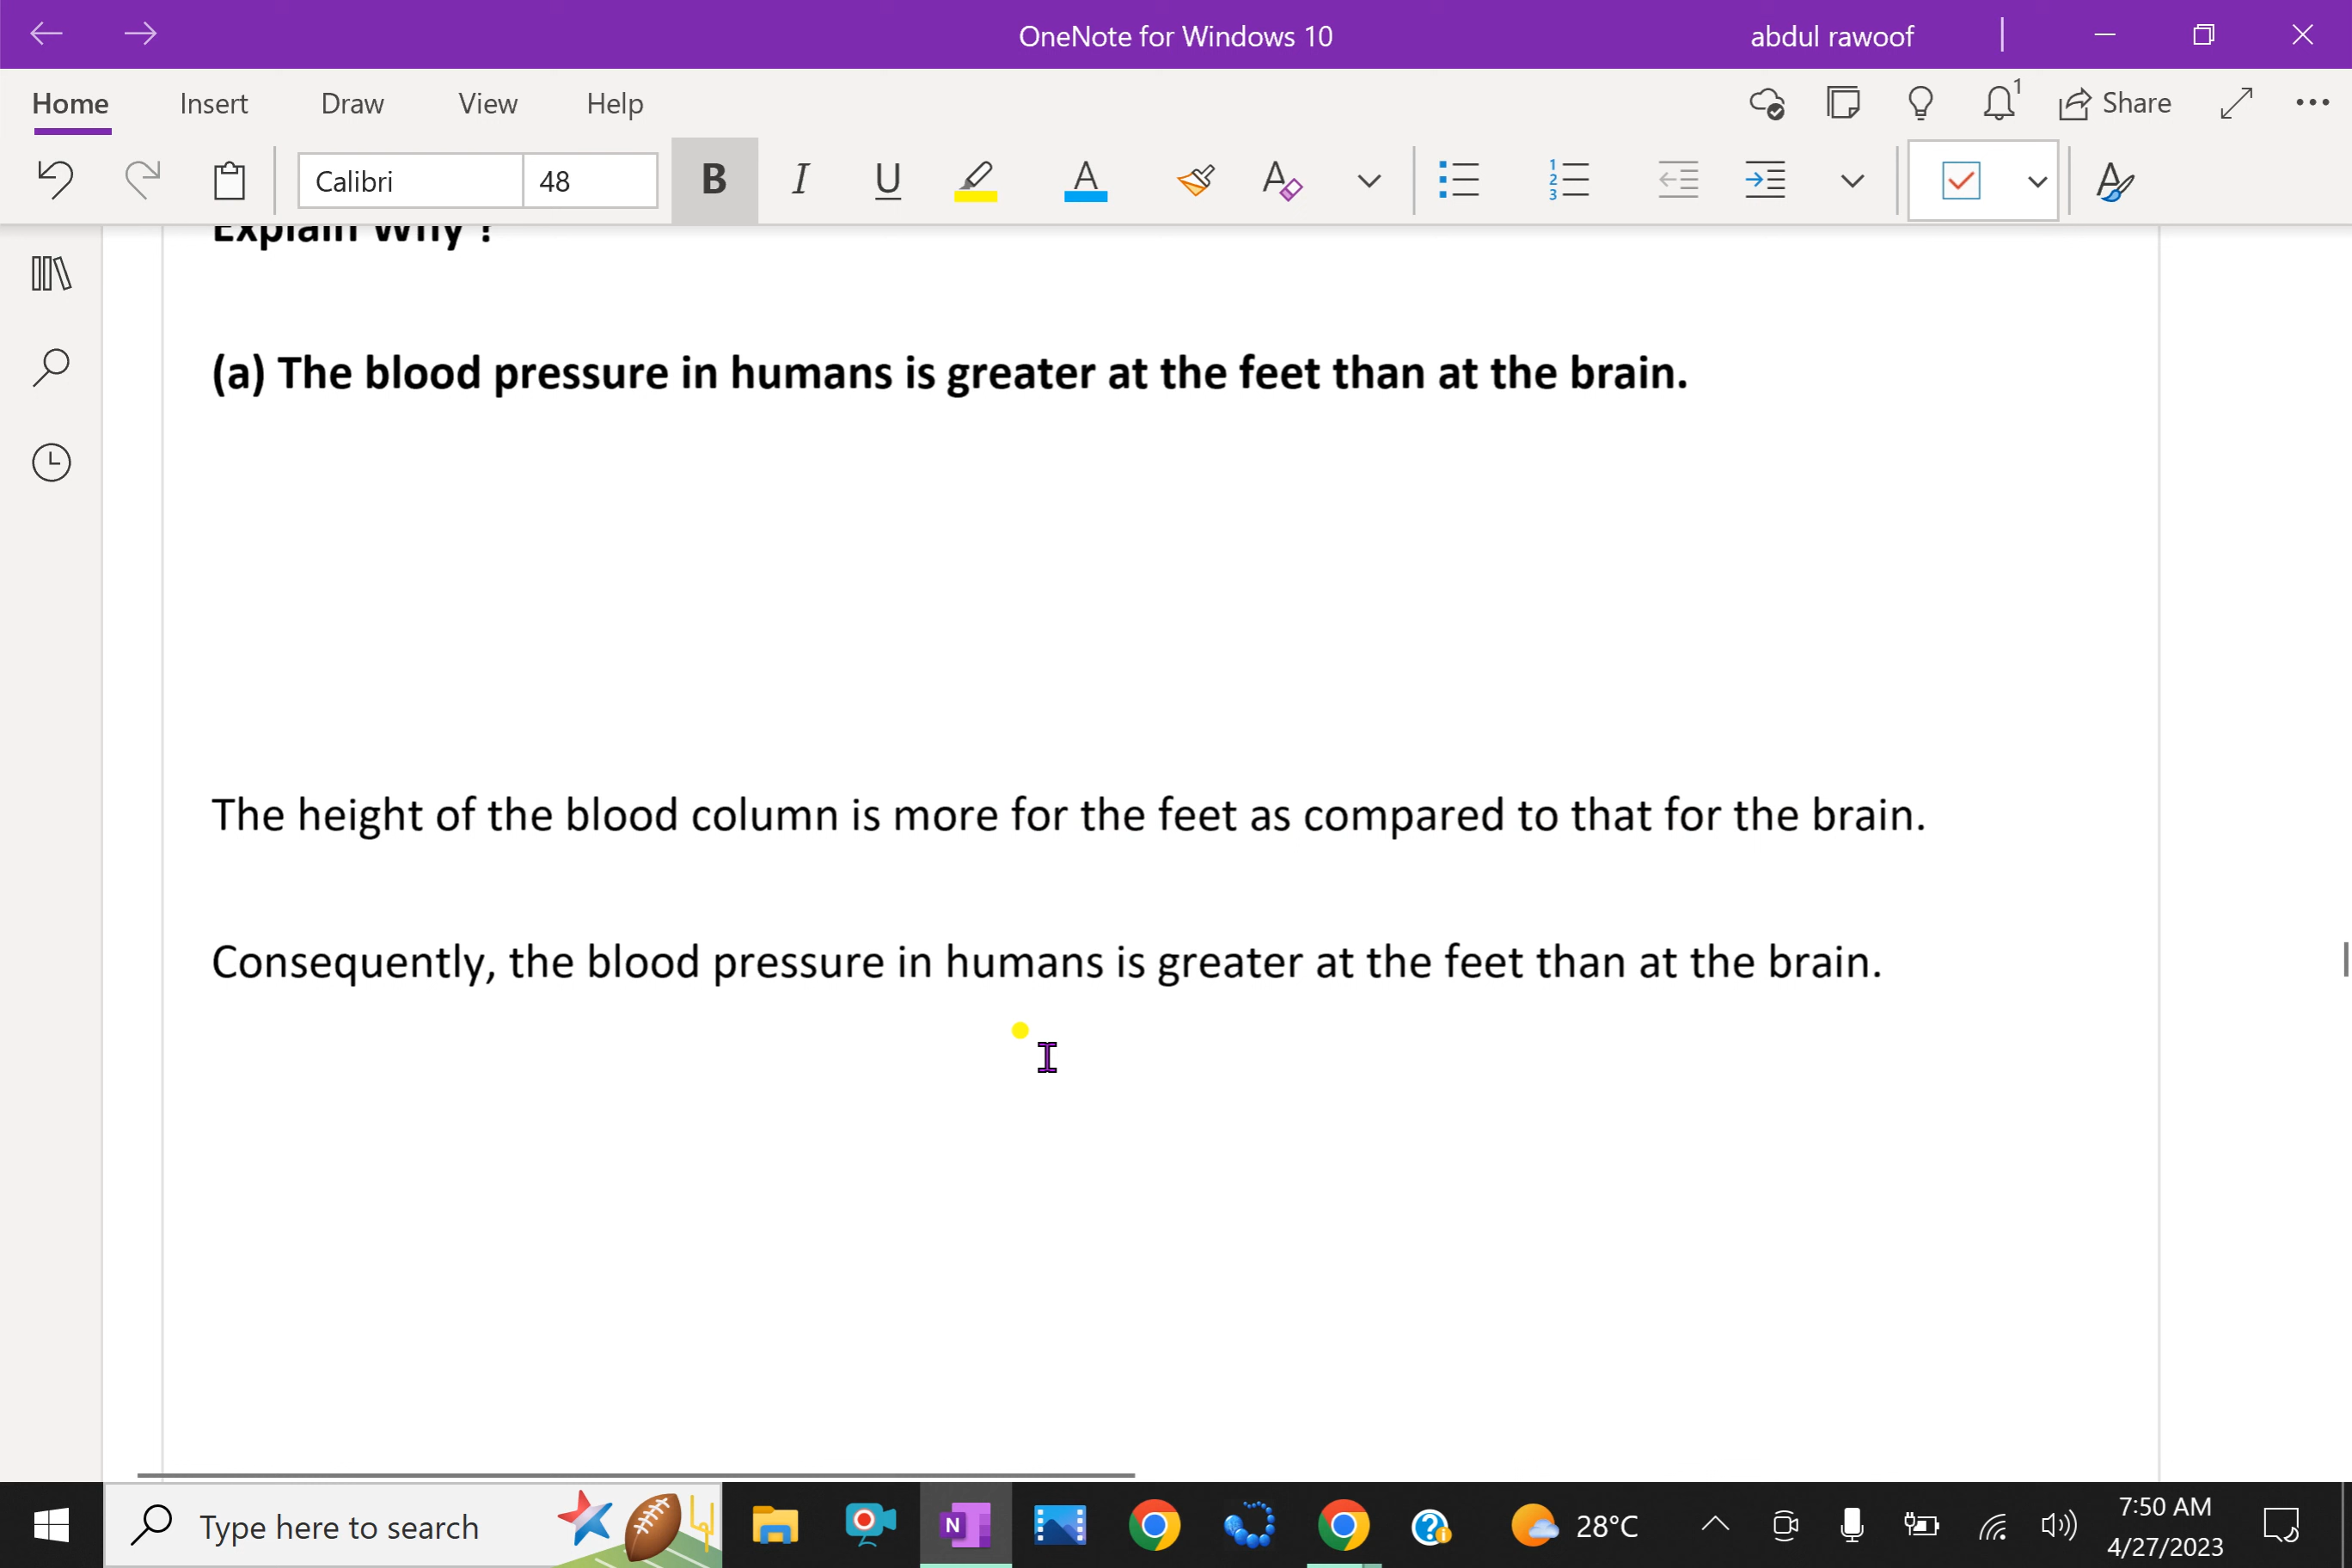 OneNote for Windows 10
abdul rawoof
Home Insert Draw View Help
1 Share
Calibri 48 B I U A A
Explain Why ?
(a) The blood pressure in humans is greater at the feet than at the brain.
The height of the blood column is more for the feet as compared to that for the brain.
Consequently, the blood pressure in humans is greater at the feet than at the brain.
Type here to search
28°C
7:50 AM
4/27/2023